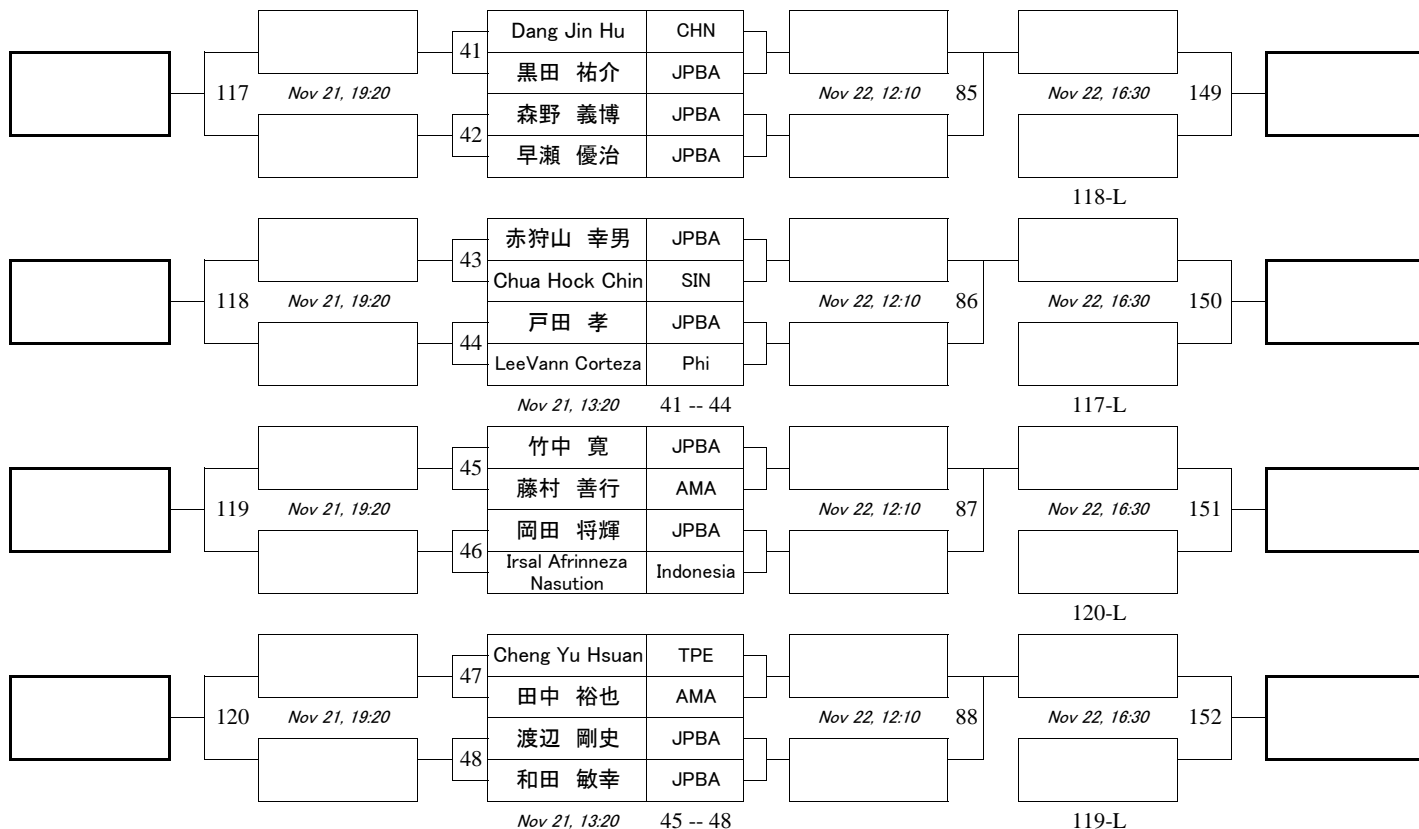 41 Dang Jin Hu CHN
黒田 祐介 JPBA
117 Nov 21, 19:20 Nov 22, 12:10 85 Nov 22, 16:30 149
42 森野 義博 JPBA
早瀬 優治 JPBA
118-L
43 赤狩山 幸男 JPBA
Chua Hock Chin SIN
118 Nov 21, 19:20 Nov 22, 12:10 86 Nov 22, 16:30 150
44 戸田 孝 JPBA
LeeVann Corteza Phi
Nov 21, 13:20 41 -- 44 117-L
45 竹中 寛 JPBA
藤村 善行 AMA
119 Nov 21, 19:20 Nov 22, 12:10 87 Nov 22, 16:30 151
46 岡田 将輝 JPBA
Irsal Afrinneza
Nasution Indonesia
120-L
47 Cheng Yu Hsuan TPE
田中 裕也 AMA
120 Nov 21, 19:20 Nov 22, 12:10 88 Nov 22, 16:30 152
48 渡辺 剛史 JPBA
和田 敏幸 JPBA
Nov 21, 13:20 45 -- 48 119-L